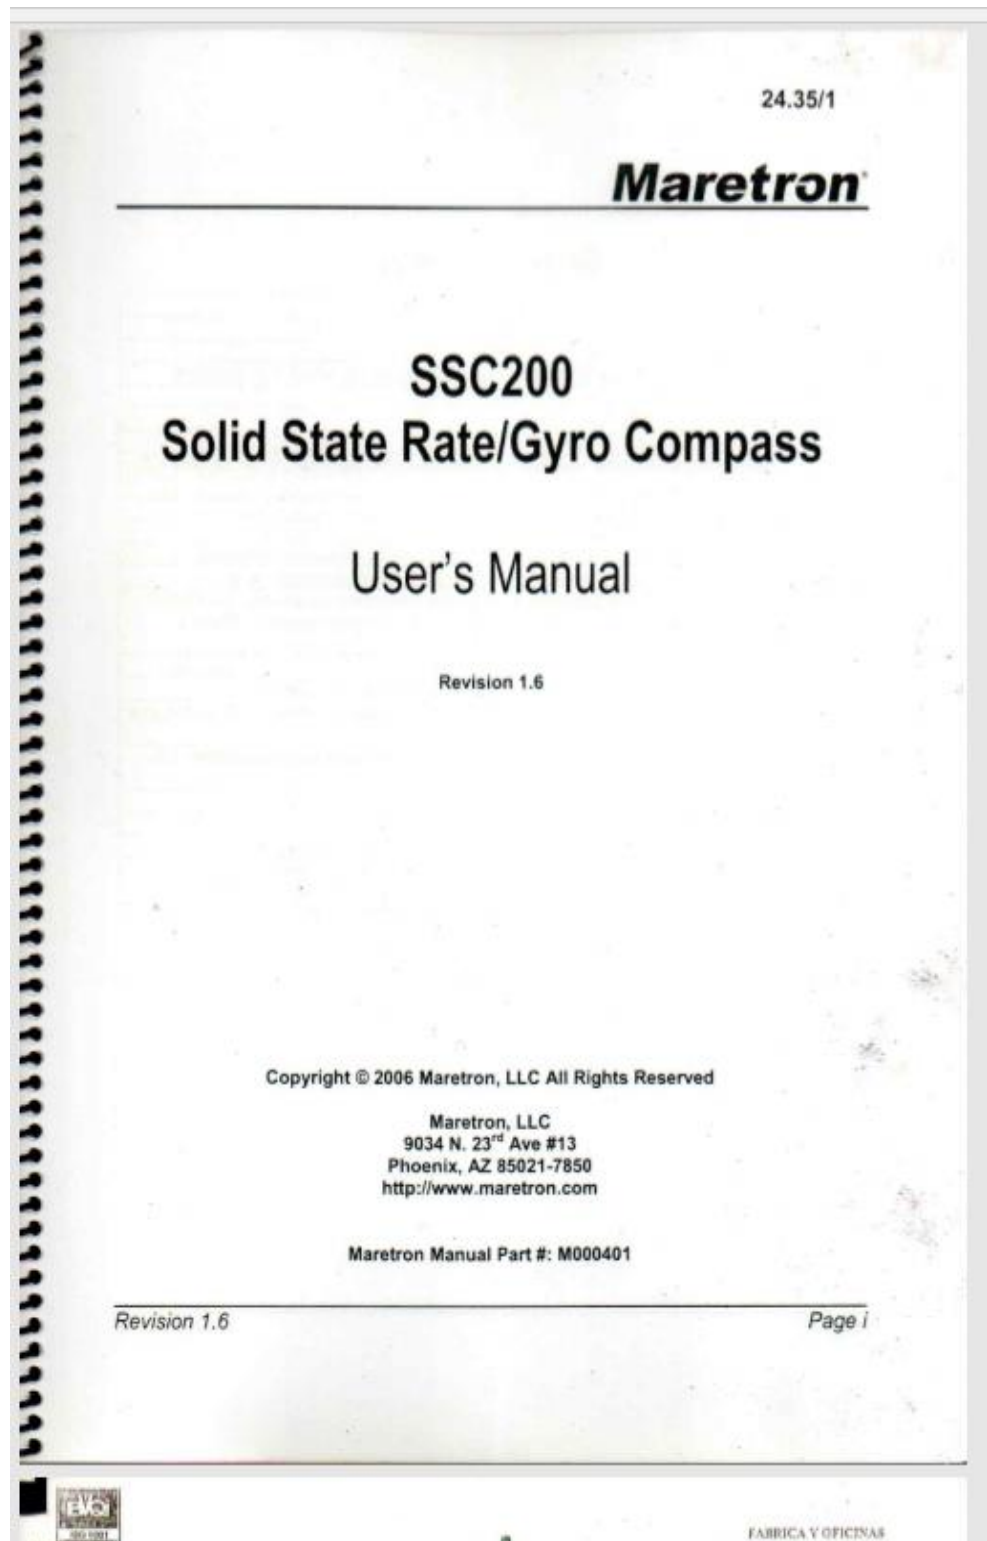 24.35/1
Maretron
SSC200
Solid State Rate/Gyro Compass
User's Manual
Revision 1.6
Copyright © 2006 Maretron, LLC All Rights Reserved
Maretron, LLC
9034 N. 23rd Ave #13
Phoenix, AZ 85021-7850
http://www.maretron.com
Maretron Manual Part #: M000401
Revision 1.6 Page i
ISO 9001
FABRICA Y OFICINAS